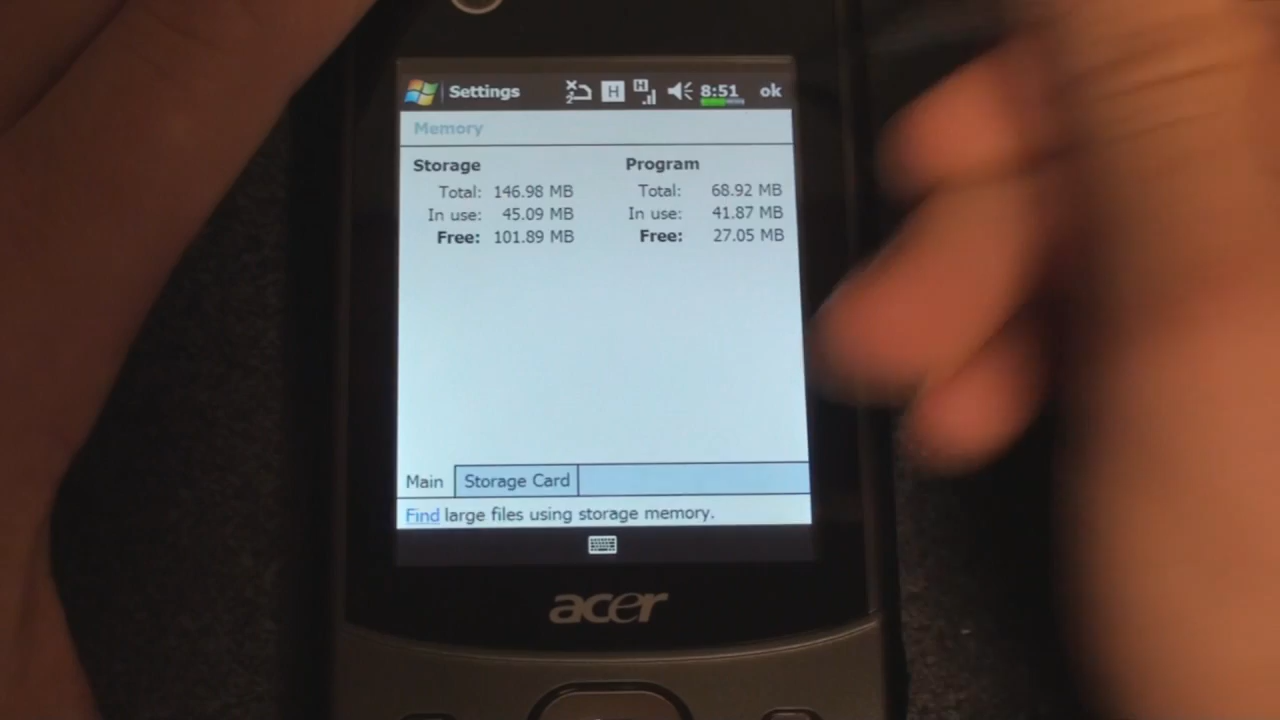 Settings H H 8:51 ok
Memory
Storage Program
Total: 146.98 MB Total: 68.92 MB
In use: 45.09 MB In use: 41.87 MB
Free: 101.89 MB Free: 27.05 MB
Main Storage Card
Find large files using storage memory.
acer